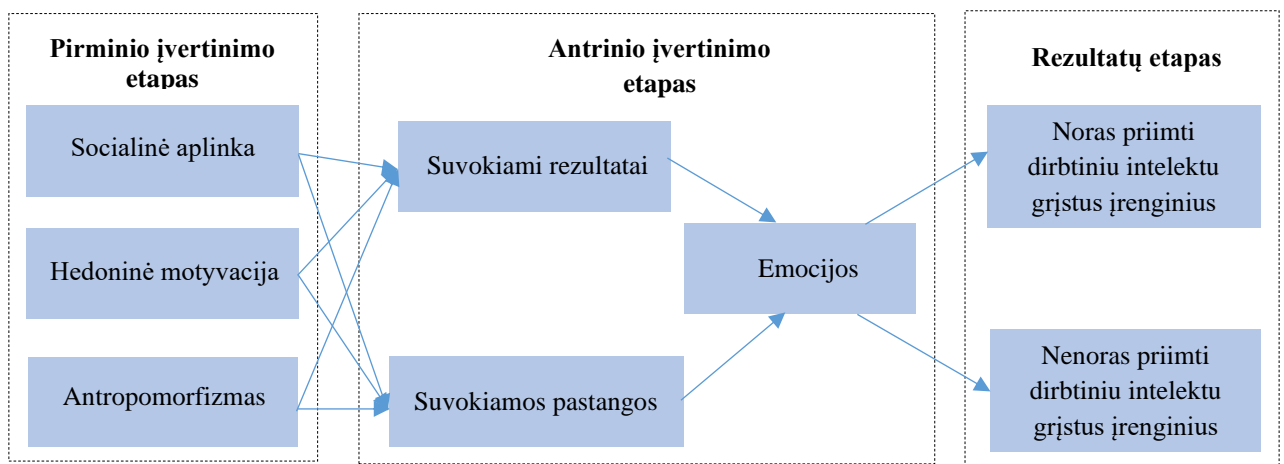 Pirminio įvertinimo
etapas
Socialinė aplinka
Hedoninė motyvacija
Antropomorfizmas
Antrinio įvertinimo
etapas
Suvokiami rezultatai
Suvokiamos pastangos
Emocijos
Rezultatų etapas
Noras priimti
dirbtiniu intelektu
grįstus įrenginius
Nenoras priimti
dirbtiniu intelektu
grįstus įrenginius